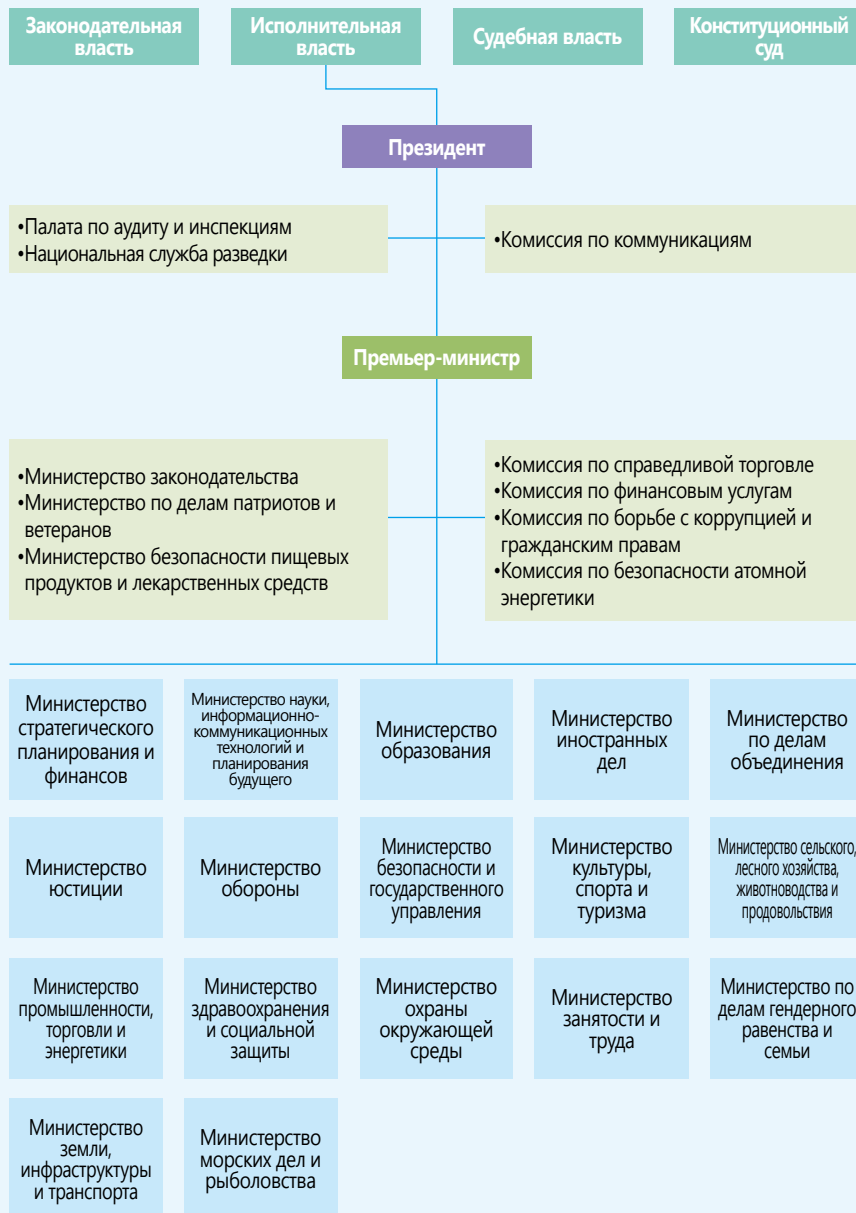 Законодательная
власть
Исполнительная
власть
Судебная власть
Конституционный
суд
Президент
•Палата по аудиту и инспекциям
•Национальная служба разведки
•Комиссия по коммуникациям
Премьер-министр
•Министерство законодательства
•Министерство по делам патриотов и
ветеранов
•Министерство безопасности пищевых
продуктов и лекарственных средств
•Комиссия по справедливой торговле
•Комиссия по финансовым услугам
•Комиссия по борьбе с коррупцией и
гражданским правам
•Комиссия по безопасности атомной
энергетики
Министерство
стратегического
планирования и
финансов
Министерство науки,
информационно-
коммуникационных
технологий и
планирования
будущего
Министерство
образования
Министерство
иностранных
дел
Министерство
по делам
объединения
Министерство
юстиции
Министерство
обороны
Министерство
безопасности и
государственного
управления
Министерство
культуры,
спорта и
туризма
Министерство сельского,
лесного хозяйства,
животноводства и
продовольствия
Министерство
промышленности,
торговли и
энергетики
Министерство
здравоохранения
и социальной
защиты
Министерство
охраны
окружающей
среды
Министерство
занятости и
труда
Министерство по
делам гендерного
равенства и
семьи
Министерство
земли,
инфраструктуры
и транспорта
Министерство
морских дел и
рыболовства